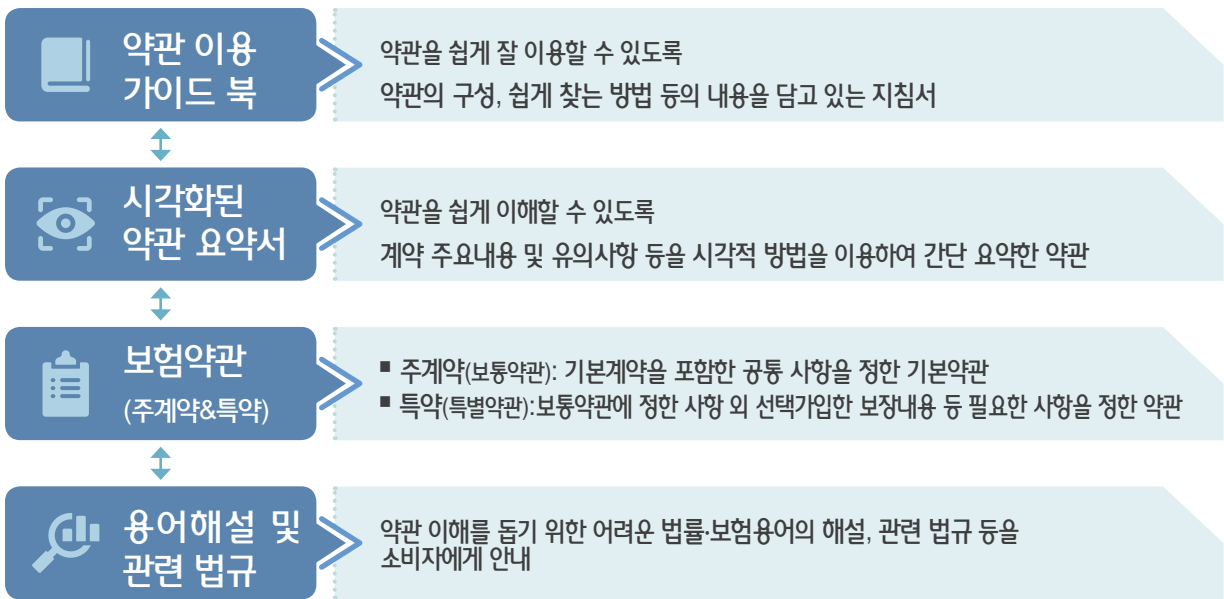 약관 이용
가이드 북
약관을 쉽게 잘 이용할 수 있도록
약관의 구성, 쉽게 찾는 방법 등의 내용을 담고 있는 지침서
시각화된
약관 요약서
약관을 쉽게 이해할 수 있도록
계약 주요내용 및 유의사항 등을 시각적 방법을 이용하여 간단 요약한 약관
보험약관
(주계약&특약)
■ 주계약(보통약관): 기본계약을 포함한 공통 사항을 정한 기본약관
■ 특약(특별약관):보통약관에 정한 사항 외 선택가입한 보장내용 등 필요한 사항을 정한 약관
용어해설 및
관련 법규
약관 이해를 돕기 위한 어려운 법률·보험용어의 해설, 관련 법규 등을
소비자에게 안내